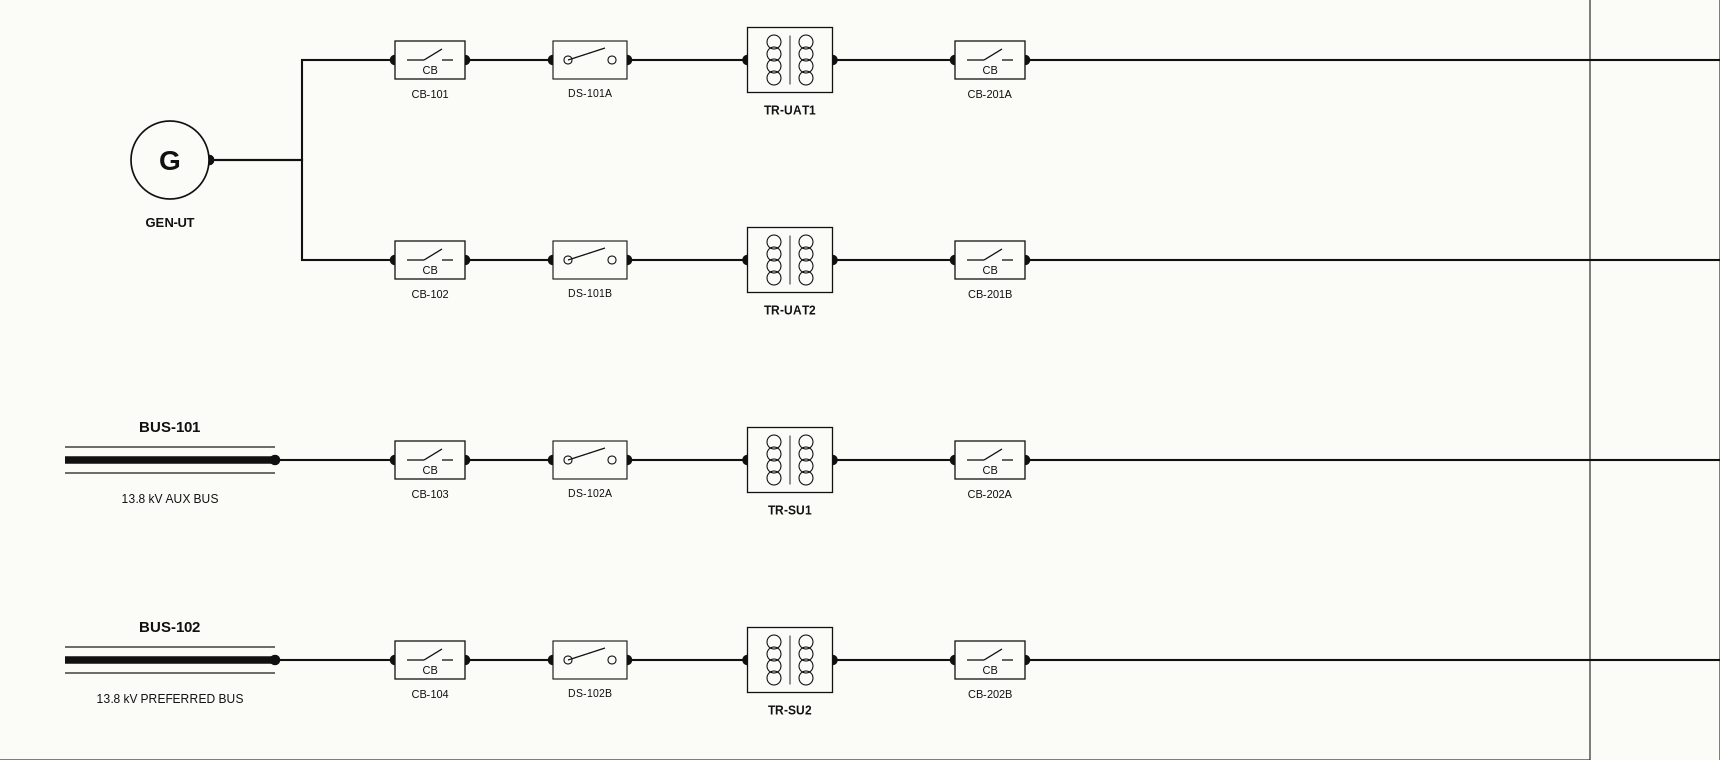 CB
CB
CB-101
DS-101A
CB-201A
TR-UAT1
G
GEN-UT
CB
CB
CB-102
DS-101B
CB-201B
TR-UAT2
BUS-101
CB
CB
13.8 kV AUX BUS
CB-103
DS-102A
CB-202A
TR-SU1
BUS-102
CB
CB
13.8 kV PREFERRED BUS
CB-104
DS-102B
CB-202B
TR-SU2